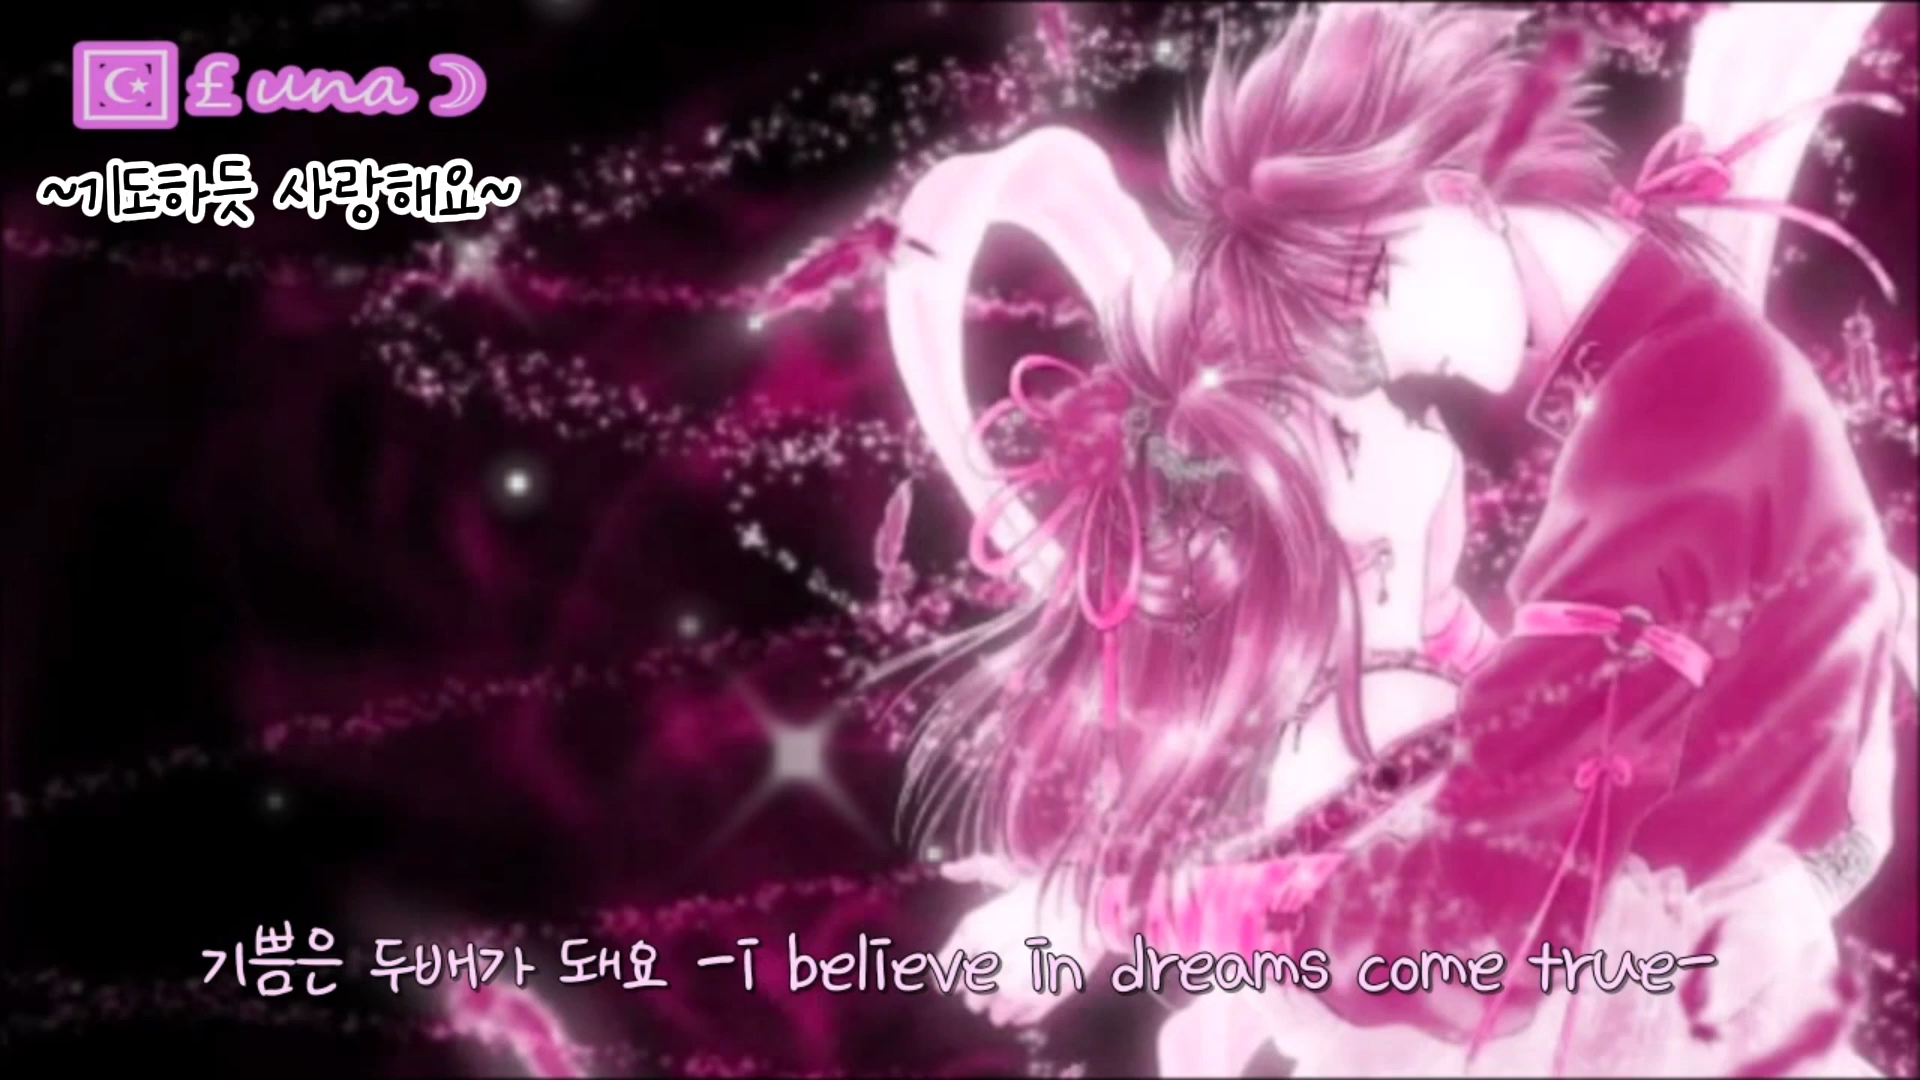 £una
~기도하듯 사랑해요~
기쁨은 두배가 돼요 -i believe in dreams come true-